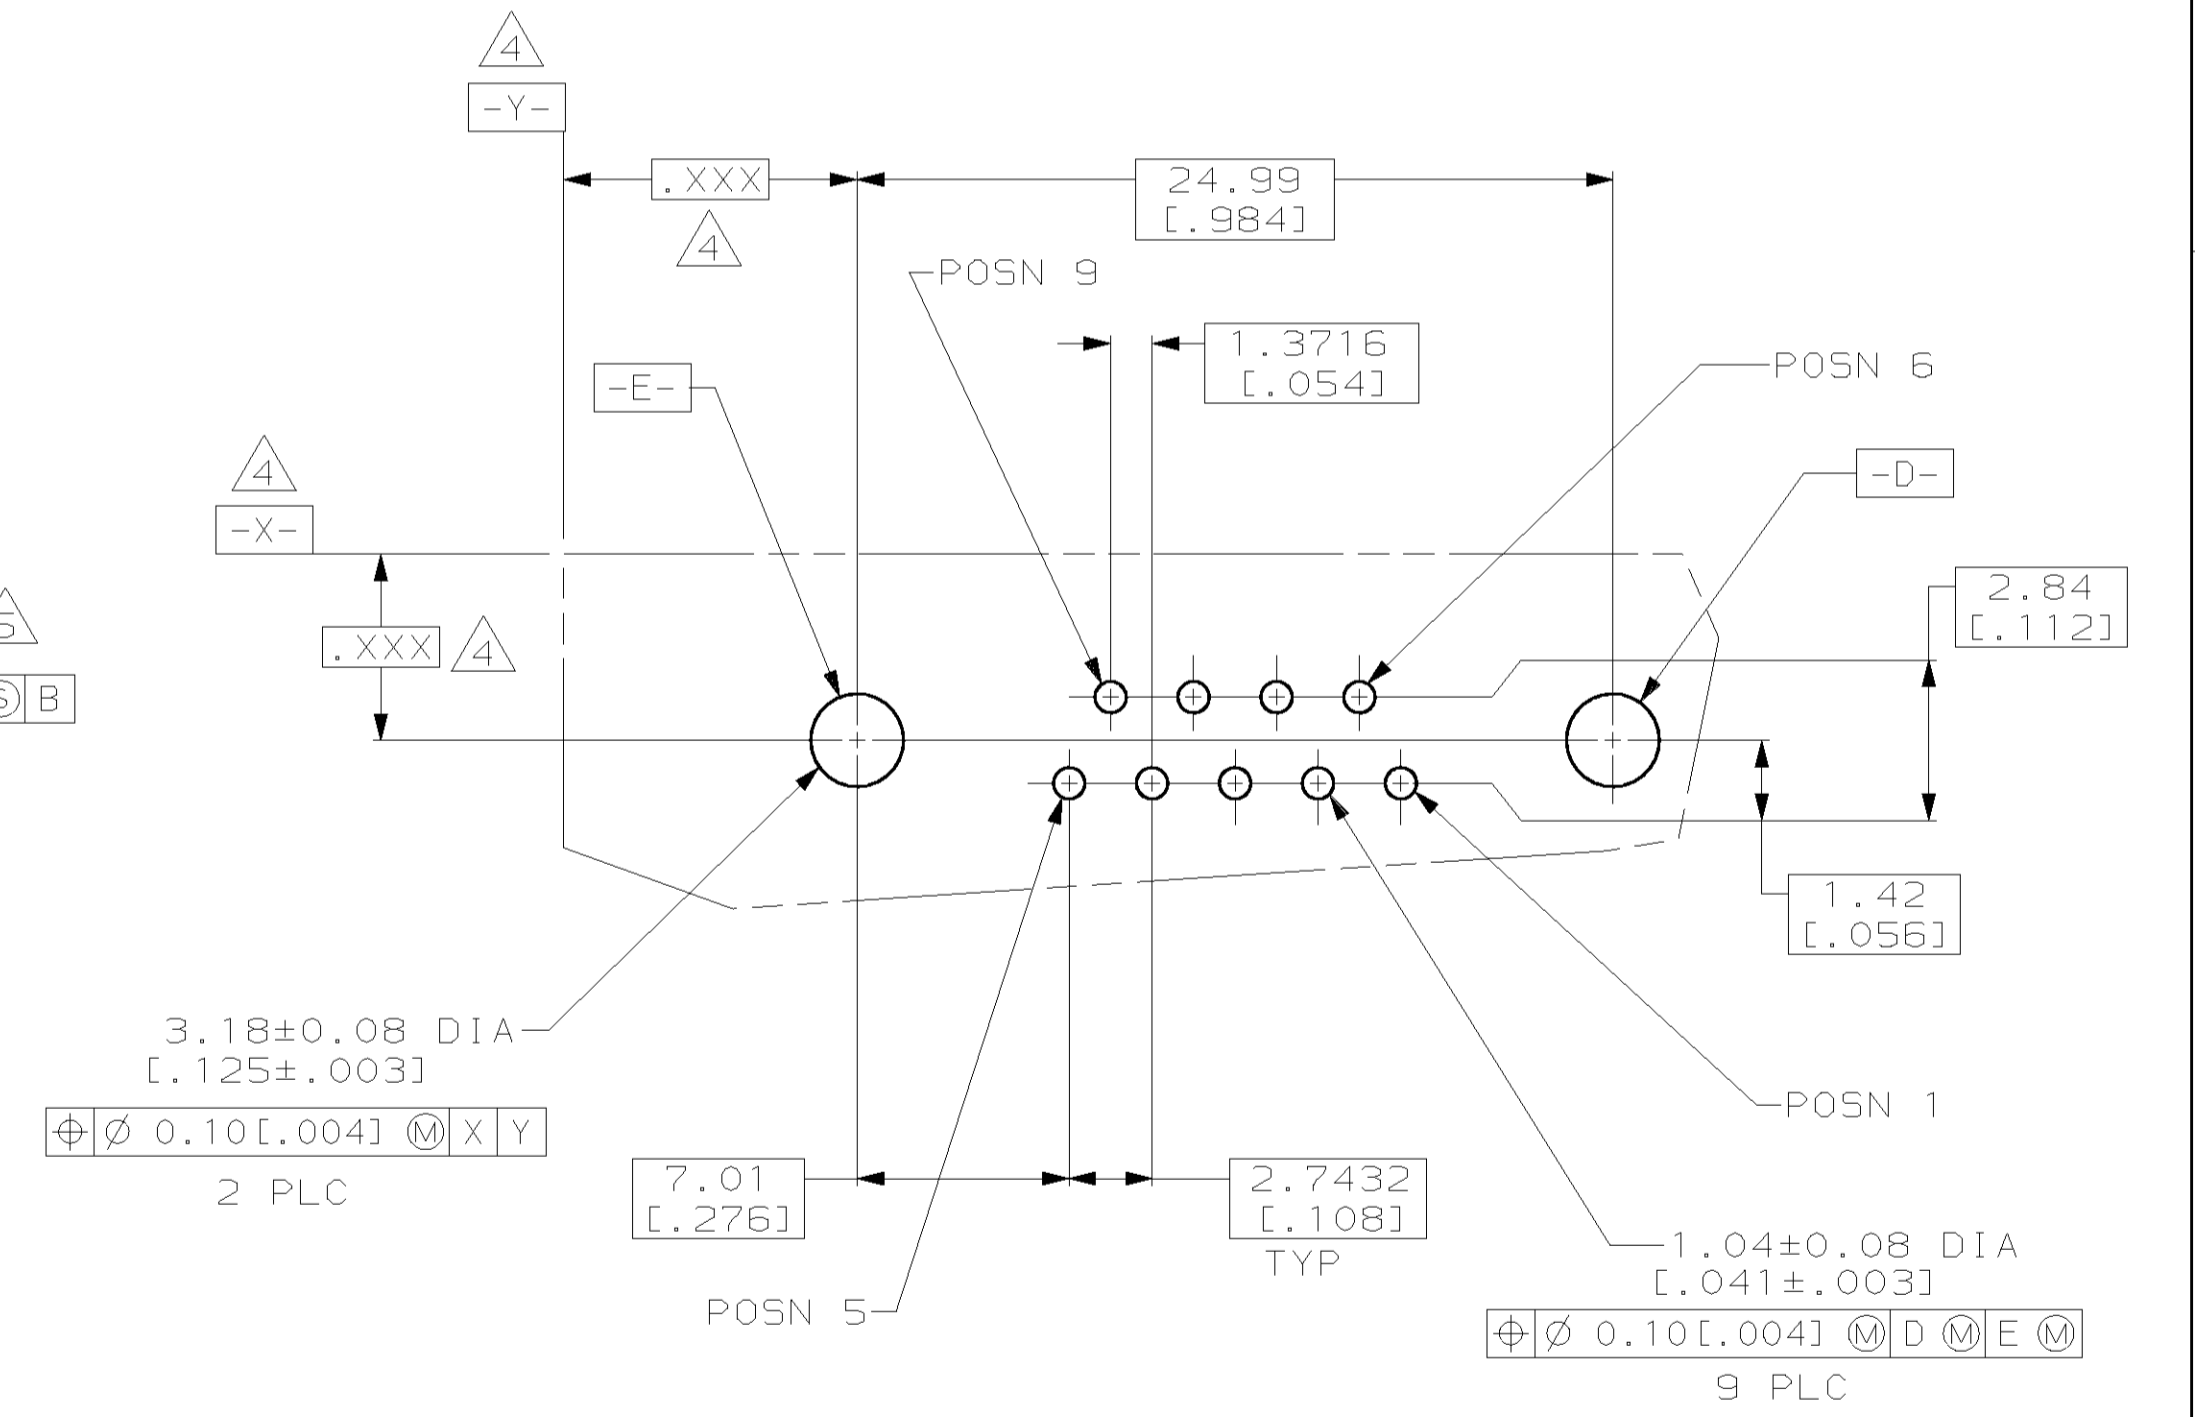 4
-Y-
.XXX
24.99
[.984]
4
POSN 9
1.3716
[.054]
POSN 6
-E-
-D-
4
-X-
2.84
[.112]
5
.XXX
4
S B
1.42
[.056]
3.18±0.08 DIA
[.125±.003]
POSN 1
⌖ Ø 0.10[.004] Ⓜ X Y
2 PLC
7.01
[.276]
2.7432
[.108]
TYP
POSN 5
1.04±0.08 DIA
[.041±.003]
⌖ Ø 0.10[.004] Ⓜ D Ⓜ E Ⓜ
9 PLC